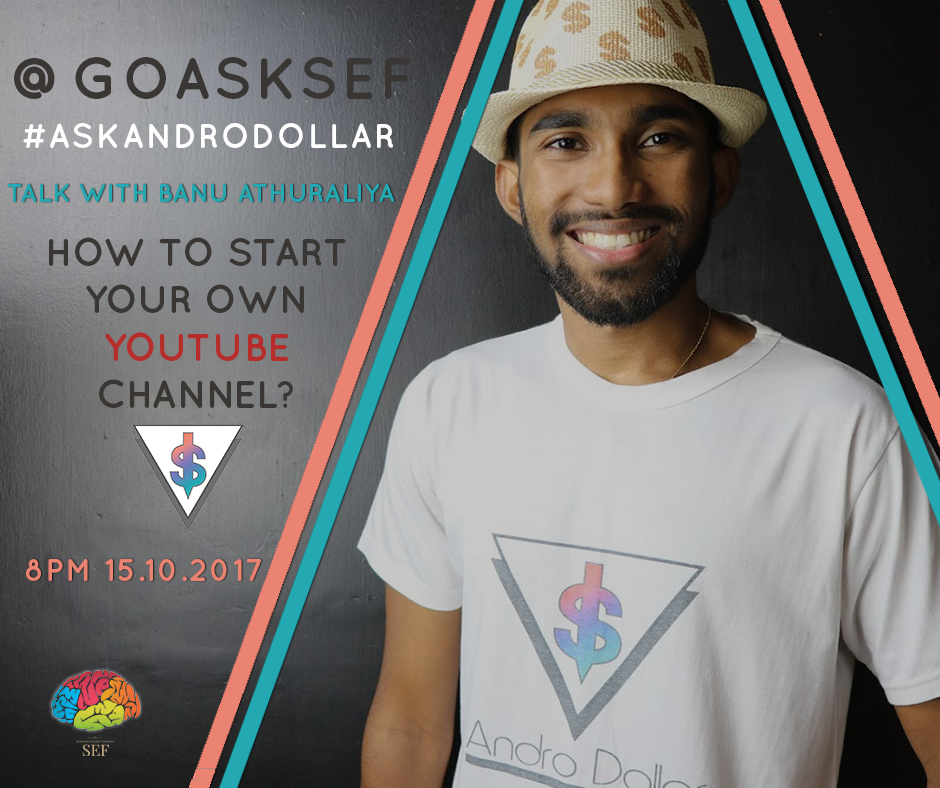 @ GOASKSEF
#ASKANDRODOLLAR
TALK WITH BANU ATHURALIYA
HOW TO START
YOUR OWN
YOUTUBE
CHANNEL?
$
8PM 15.10.2017
SEF
$
Andro Dollar